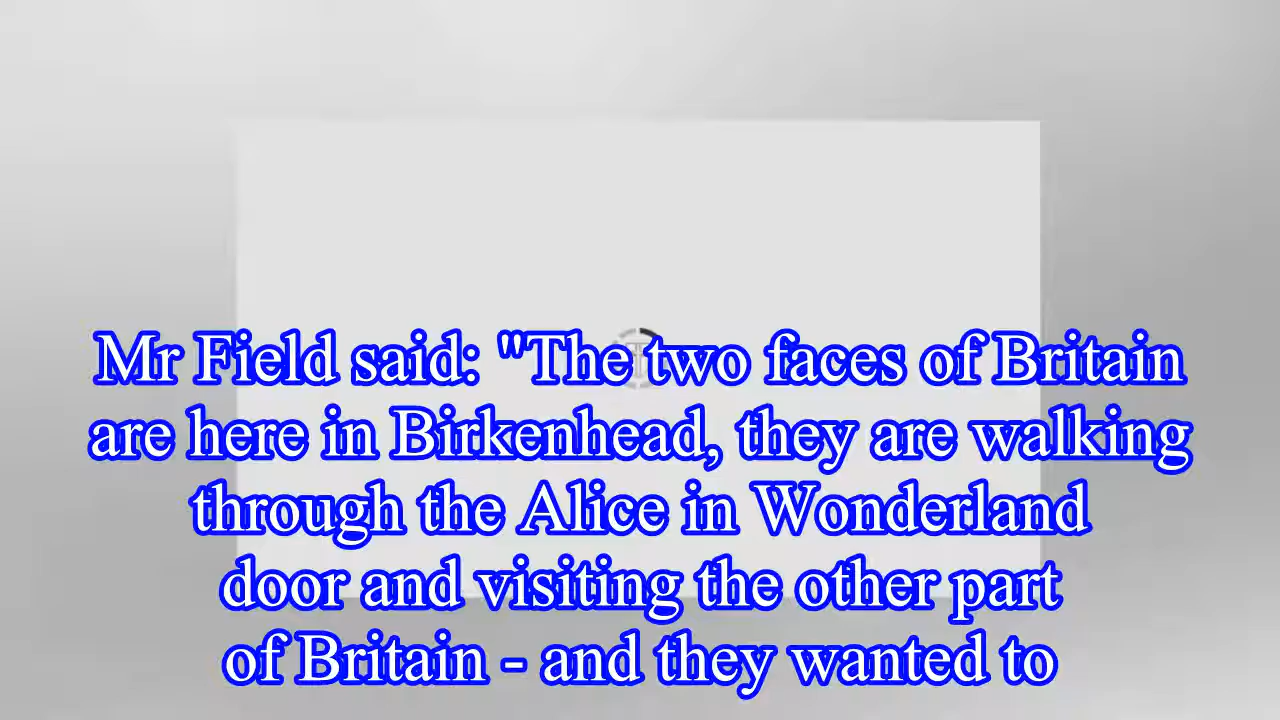 Mr Field said: "The two faces of Britain
are here in Birkenhead, they are walking
through the Alice in Wonderland
door and visiting the other part
of Britain - and they wanted to